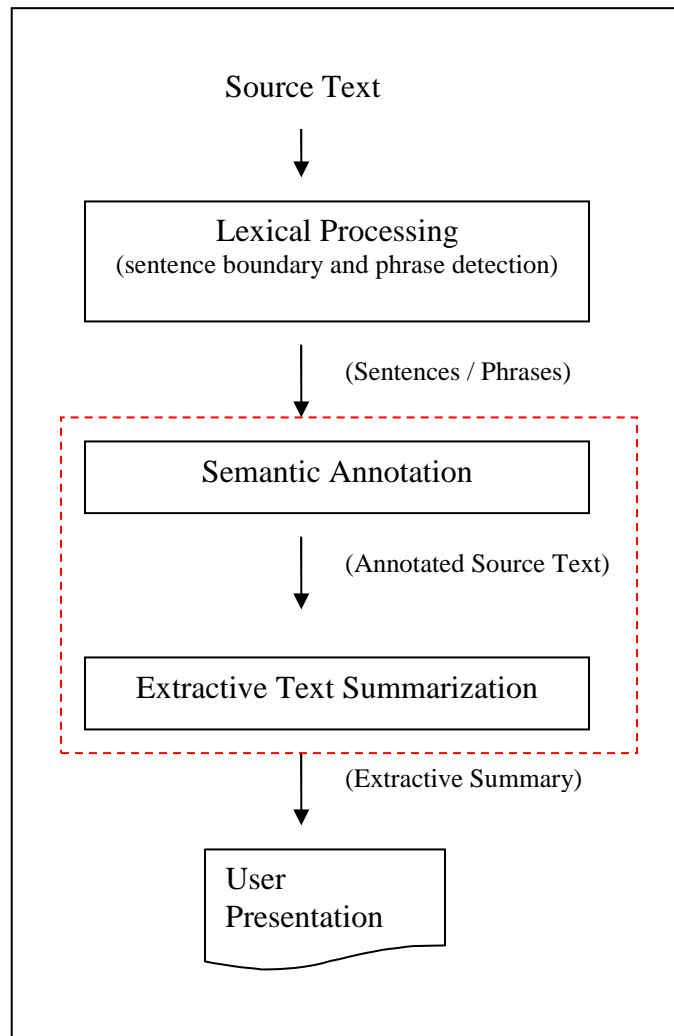 Source Text
Lexical Processing
(sentence boundary and phrase detection)
(Sentences / Phrases)
Semantic Annotation
(Annotated Source Text)
Extractive Text Summarization
(Extractive Summary)
User
Presentation